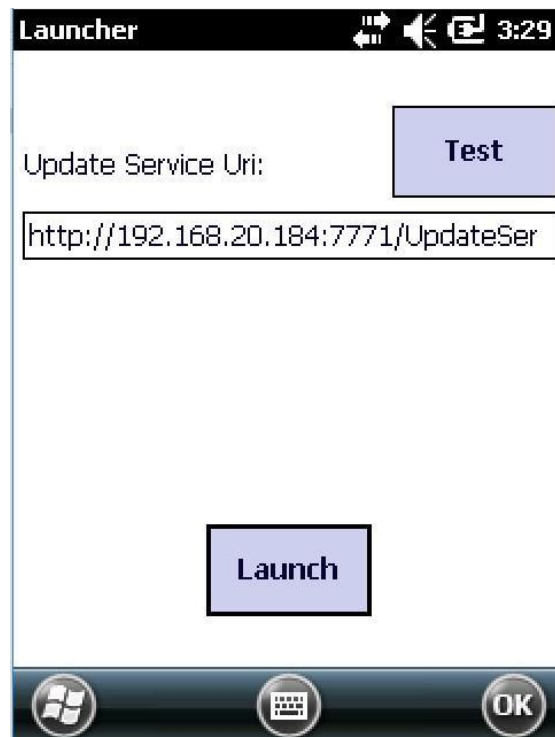 Launcher 3:29
Test
Update Service Uri:
http://192.168.20.184:7771/UpdateSer
Launch
OK